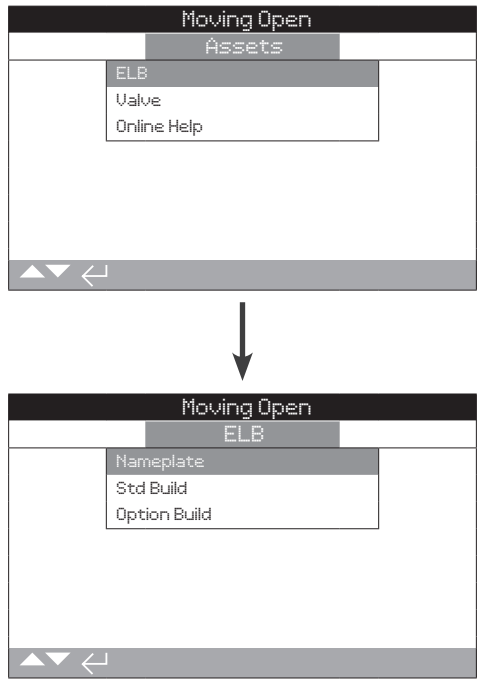 Moving Open
Assets
ELB
Valve
Online Help
Moving Open
ELB
Nameplate
Std Build
Option Build